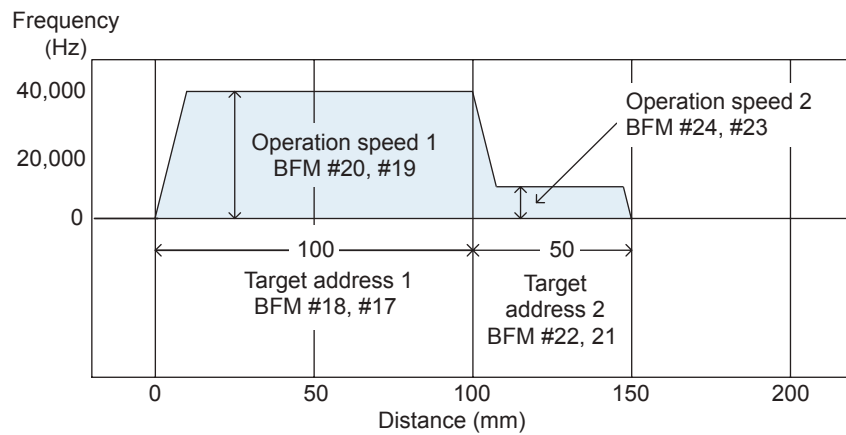 Frequency
(Hz)
40,000
20,000
0
Operation speed 1
BFM #20, #19
Operation speed 2
BFM #24, #23
100
50
Target address 1
BFM #18, #17
Target
address 2
BFM #22, 21
0
50
100
150
200
Distance (mm)